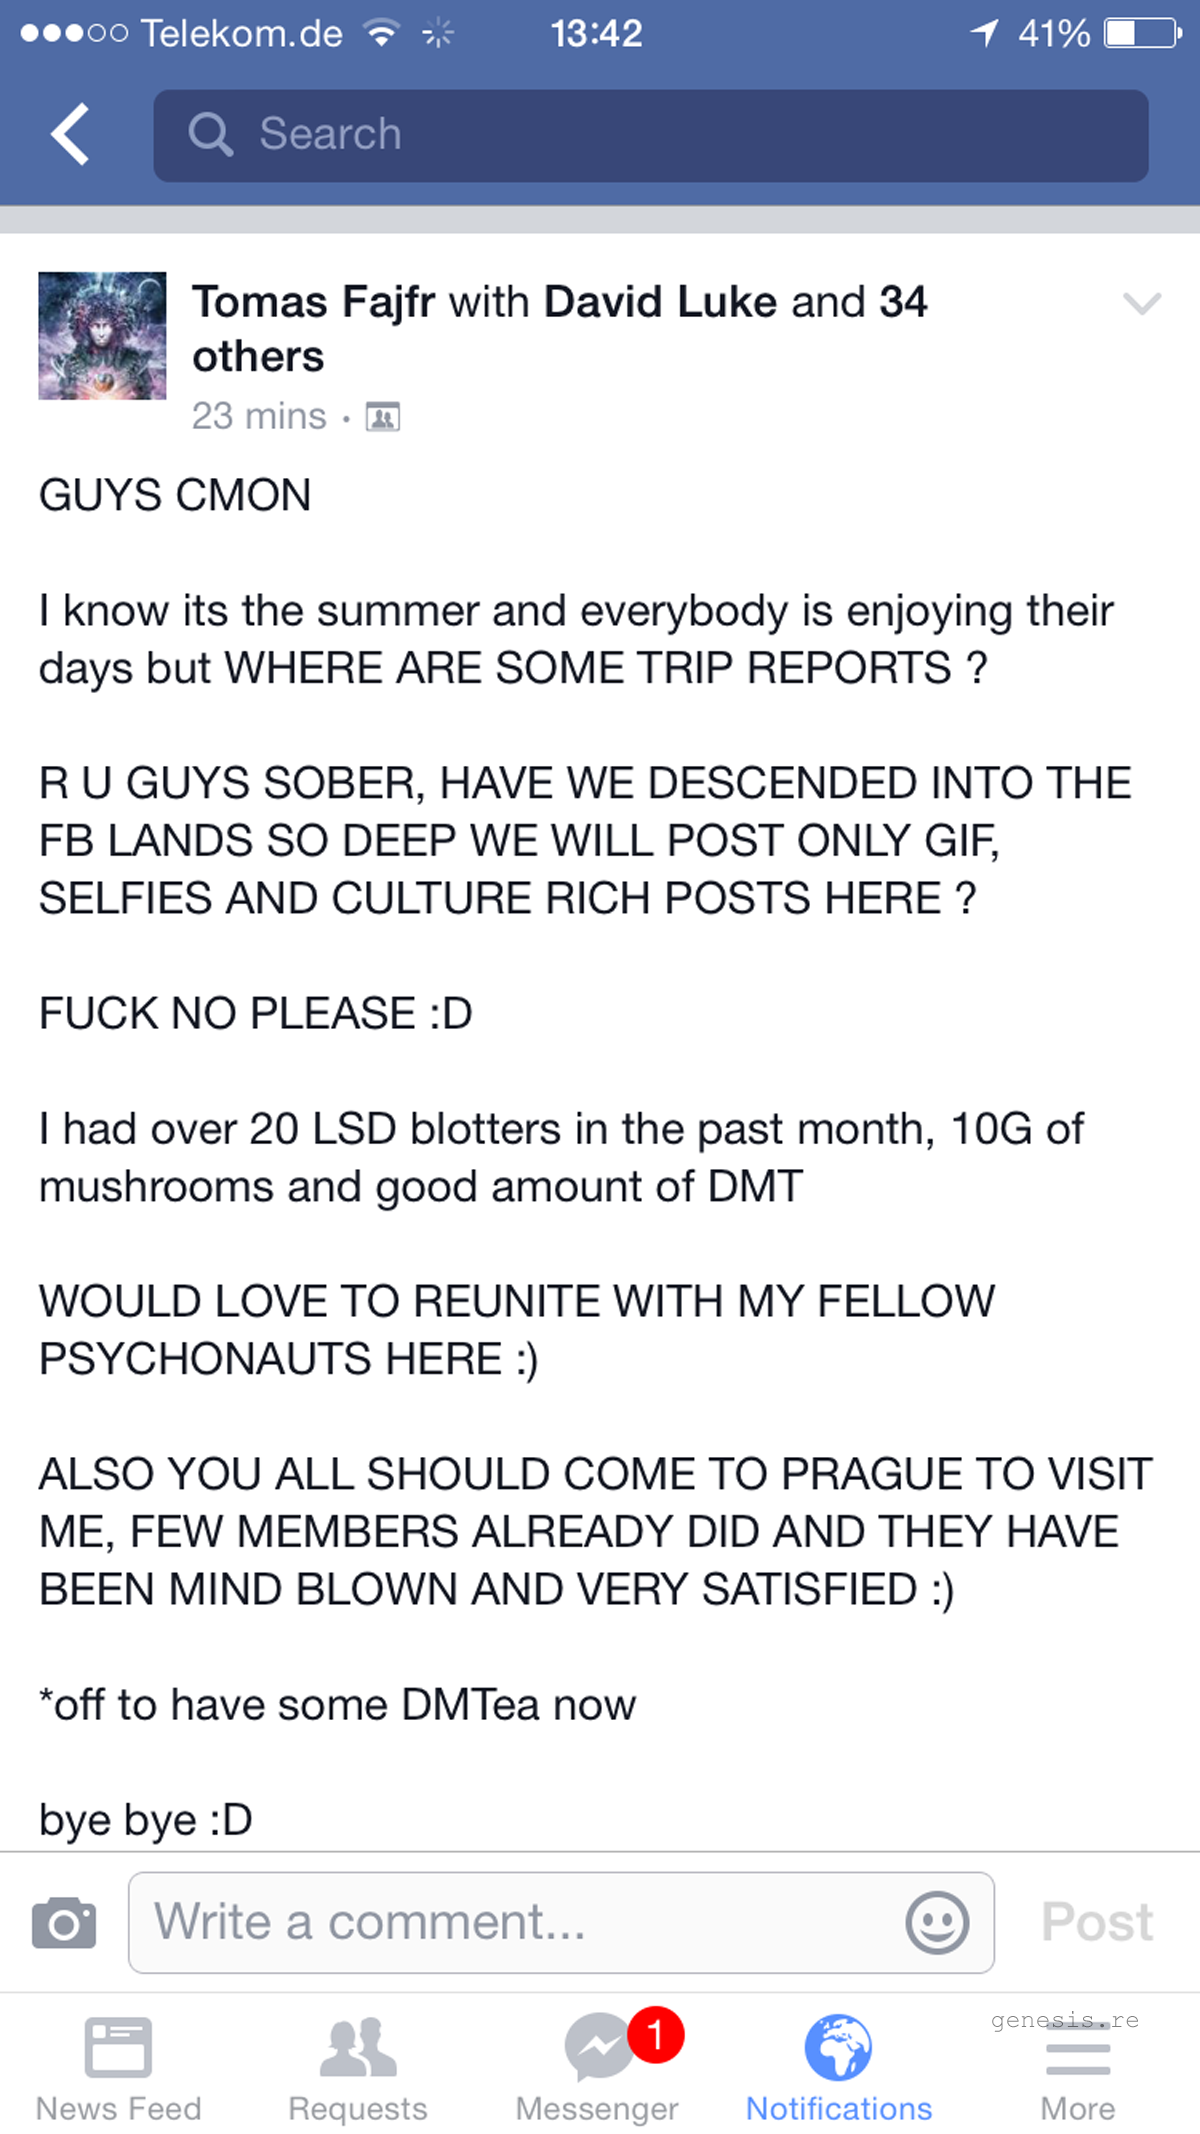 Telekom.de 13:42 41%
Search
Tomas Fajfr with David Luke and 34
others
23 mins ·
GUYS CMON
I know its the summer and everybody is enjoying their
days but WHERE ARE SOME TRIP REPORTS ?
R U GUYS SOBER, HAVE WE DESCENDED INTO THE
FB LANDS SO DEEP WE WILL POST ONLY GIF,
SELFIES AND CULTURE RICH POSTS HERE ?
FUCK NO PLEASE :D
I had over 20 LSD blotters in the past month, 10G of
mushrooms and good amount of DMT
WOULD LOVE TO REUNITE WITH MY FELLOW
PSYCHONAUTS HERE :)
ALSO YOU ALL SHOULD COME TO PRAGUE TO VISIT
ME, FEW MEMBERS ALREADY DID AND THEY HAVE
BEEN MIND BLOWN AND VERY SATISFIED :)
*off to have some DMTea now
bye bye :D
Write a comment... Post
1
genesis.re
News Feed Requests Messenger Notifications More